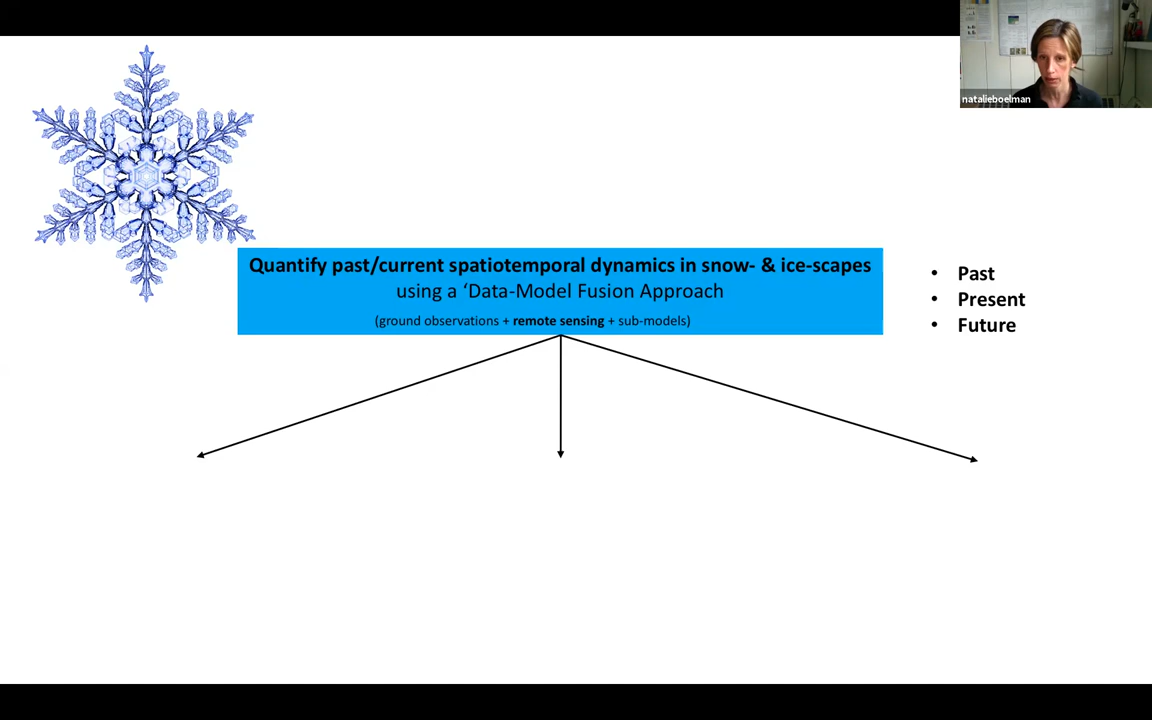 natalieboelman
Quantify past/current spatiotemporal dynamics in snow- & ice-scapes
using a ‘Data-Model Fusion Approach
(ground observations + remote sensing + sub-models)
• Past
• Present
• Future